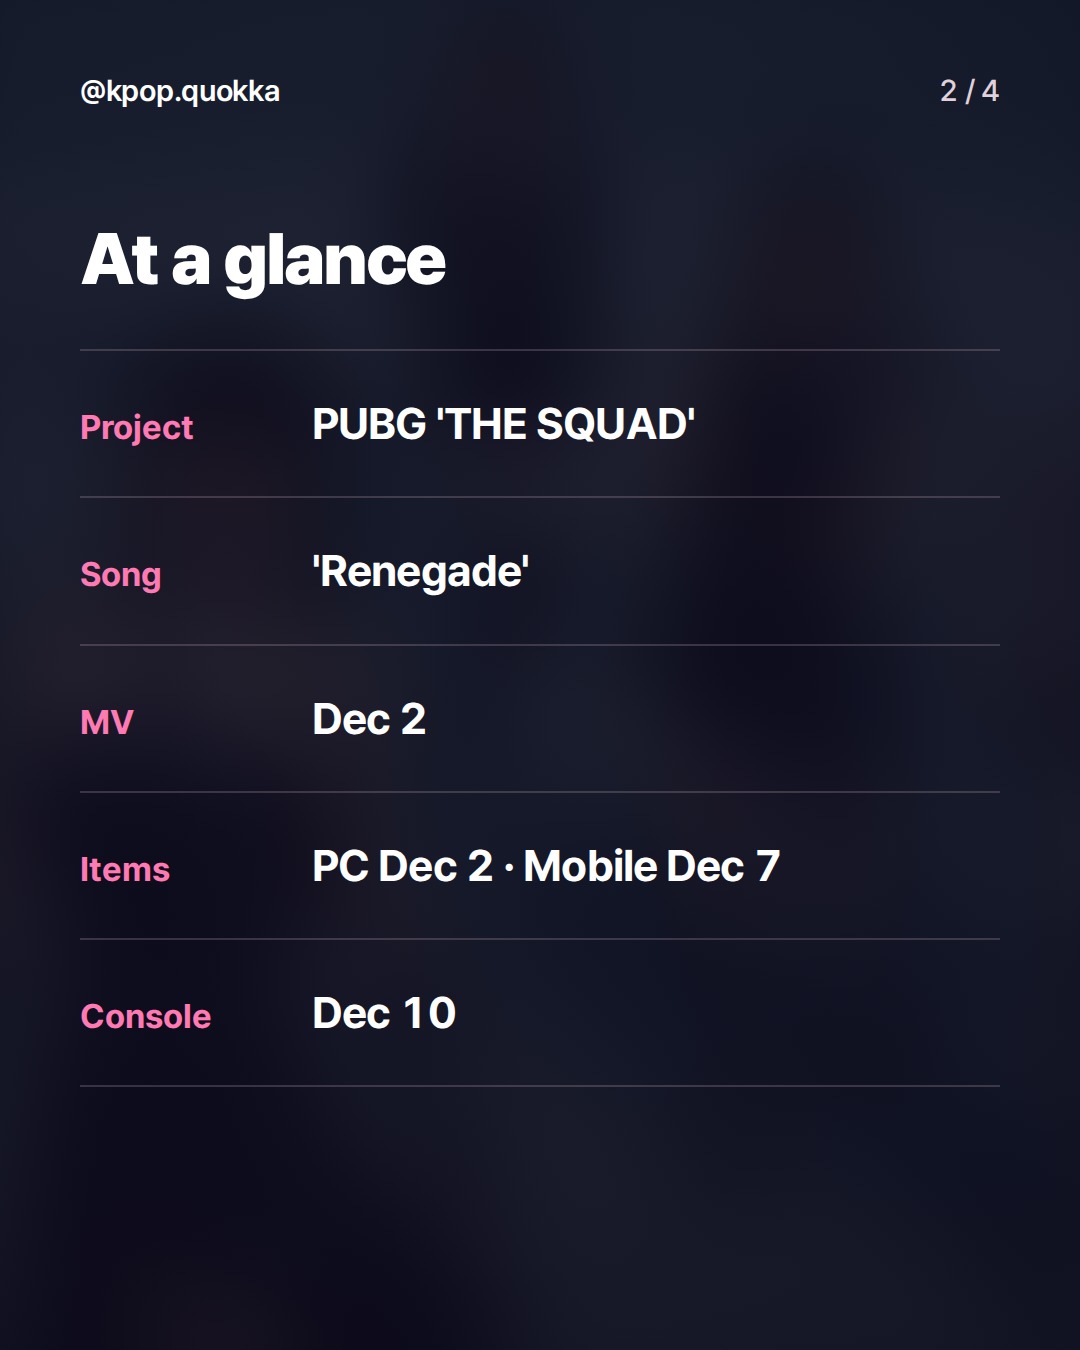 @kpop.quokka 2 / 4
At a glance
Project PUBG 'THE SQUAD'
Song 'Renegade'
MV Dec 2
Items PC Dec 2 · Mobile Dec 7
Console Dec 10